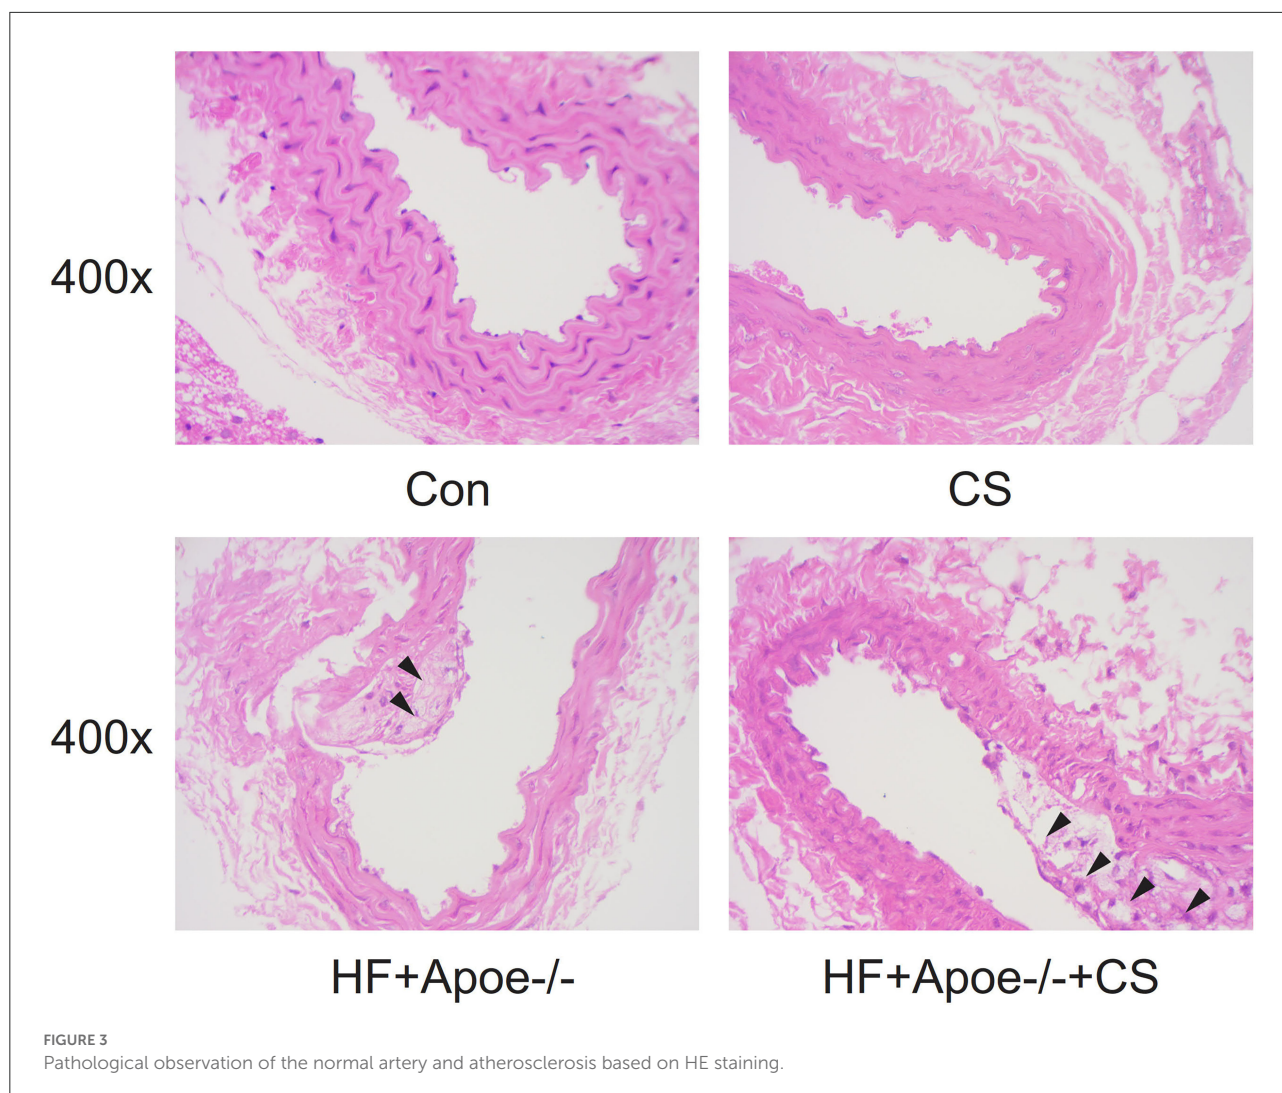 400x
Con
CS
400x
HF+Apoe-/-
HF+Apoe-/-+CS
FIGURE 3
Pathological observation of the normal artery and atherosclerosis based on HE staining.